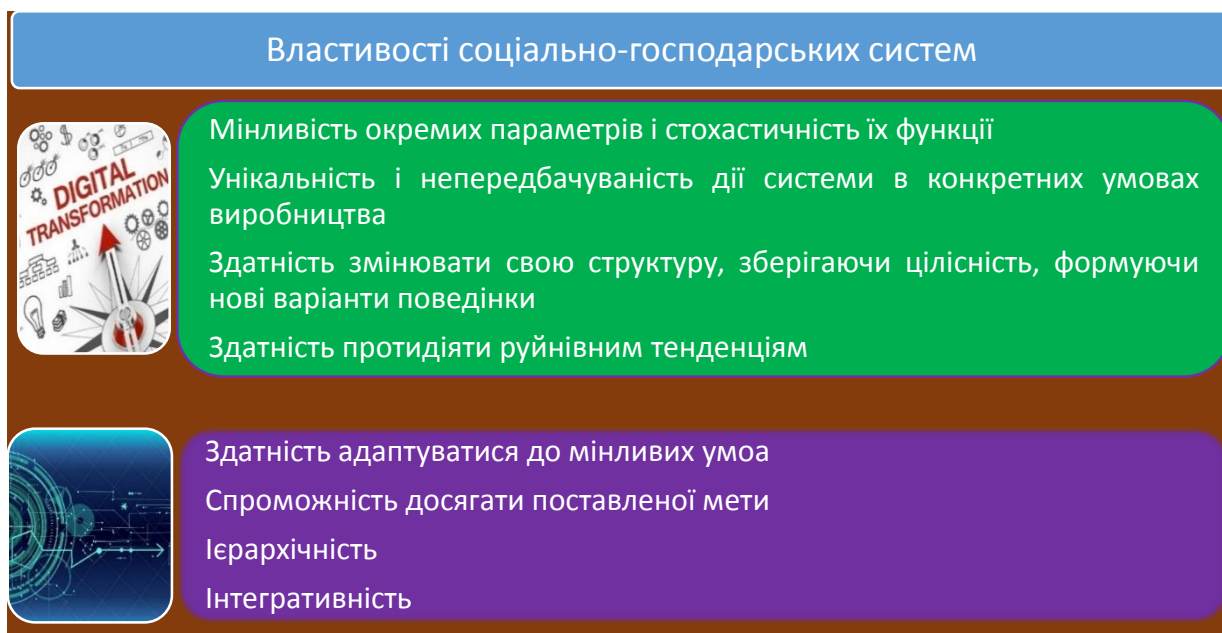 Властивості соціально-господарських систем
DIGITAL
TRANSFORMATION
Мінливість окремих параметрів і стохастичність їх функції
Унікальність і непередбачуваність дії системи в конкретних умовах
виробництва
Здатність змінювати свою структуру, зберігаючи цілісність, формуючи
нові варіанти поведінки
Здатність протидіяти руйнівним тенденціям
Здатність адаптуватися до мінливих умоа
Спроможність досягати поставленої мети
Ієрархічність
Інтегративність